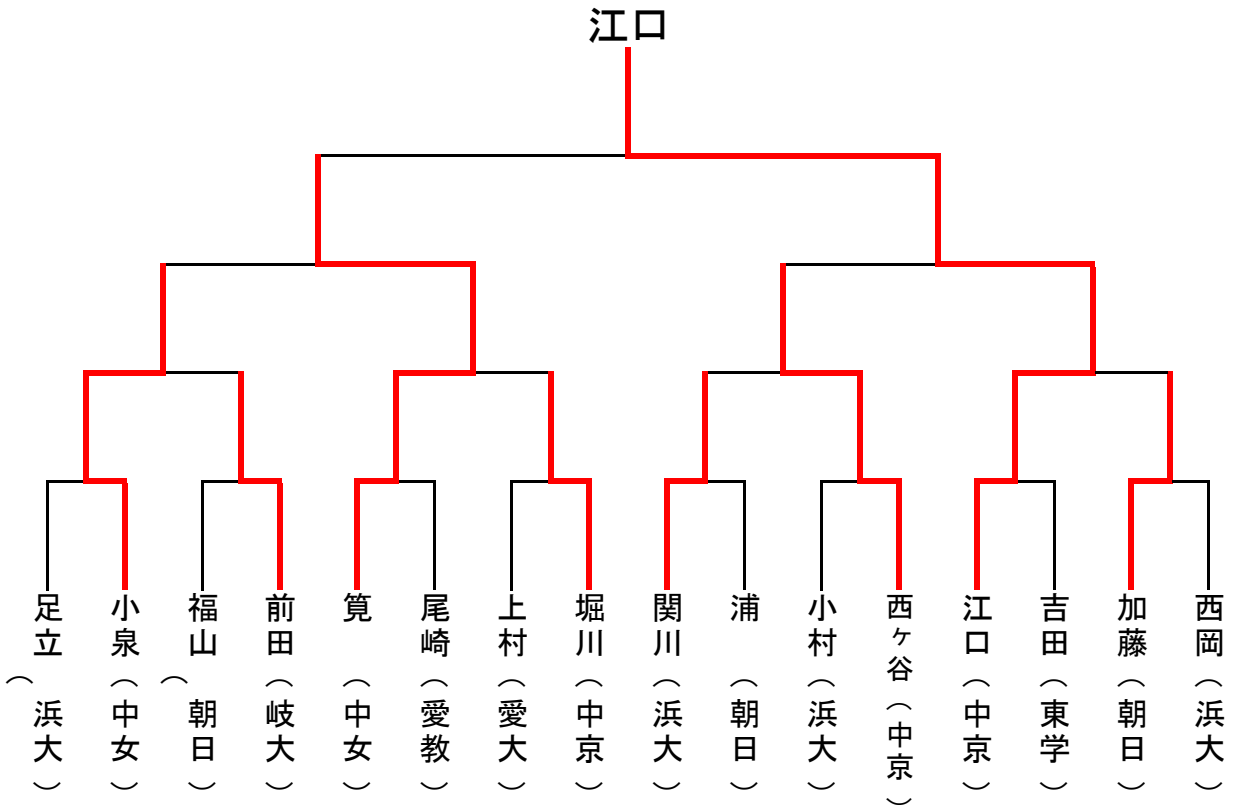 江口
足立（浜大）
小泉（中女）
福山（朝日）
前田（岐大）
筧（中女）
尾崎（愛教）
上村（愛大）
堀川（中京）
関川（浜大）
浦（朝日）
小村（浜大）
西ヶ谷（中京）
江口（中京）
吉田（東学）
加藤（朝日）
西岡（浜大）